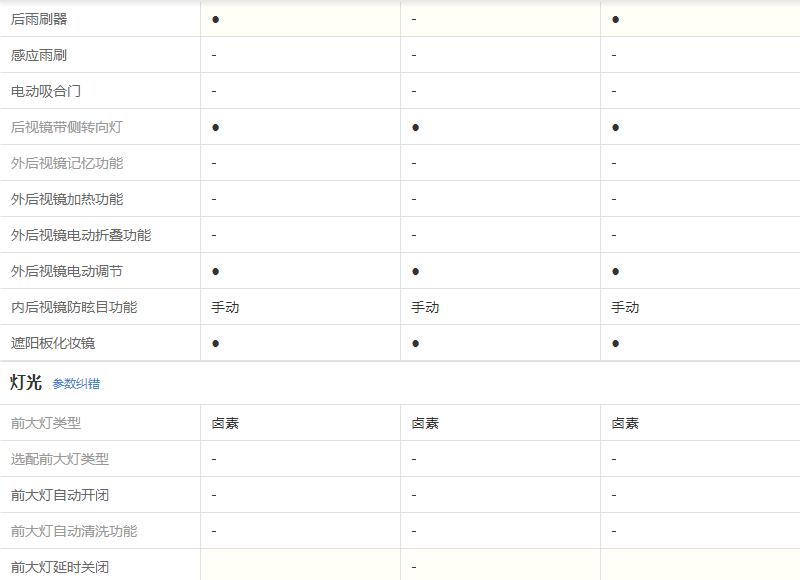 后雨刷器 ● - ●
感应雨刷 - - -
电动吸合门 - - -
后视镜带侧转向灯 ● ● ●
外后视镜记忆功能 - - -
外后视镜加热功能 - - -
外后视镜电动折叠功能 - - -
外后视镜电动调节 ● ● ●
内后视镜防眩目功能 手动 手动 手动
遮阳板化妆镜 ● ● ●
灯光 参数纠错
前大灯类型 卤素 卤素 卤素
选配前大灯类型 - - -
前大灯自动开闭 - - -
前大灯自动清洗功能 - - -
前大灯延时关闭 -